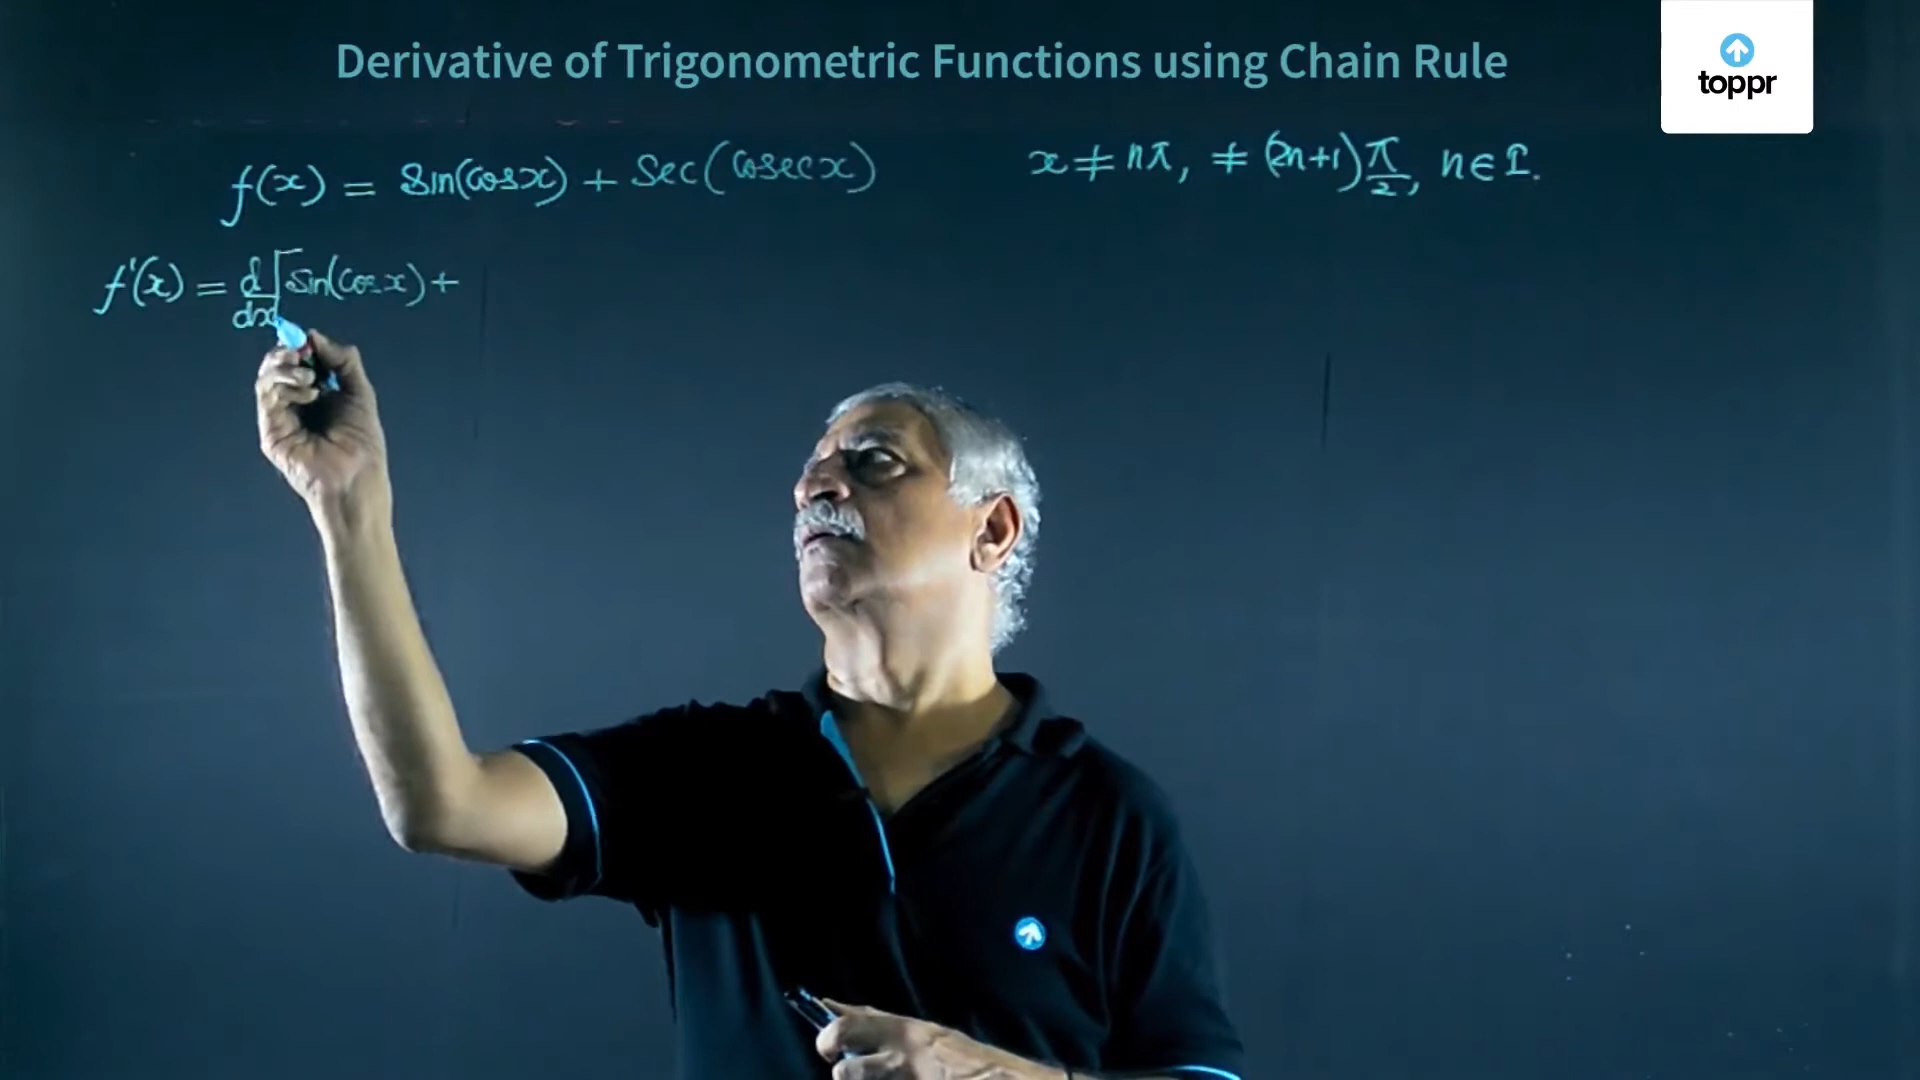 Derivative of Trigonometric Functions using Chain Rule
toppr
f(x) = Sin(cosx) + Sec(Cosecx) x ≠ nπ, ≠ (2n+1)π/2, n∈I.
f'(x) = d/dx[Sin(Cosx) +